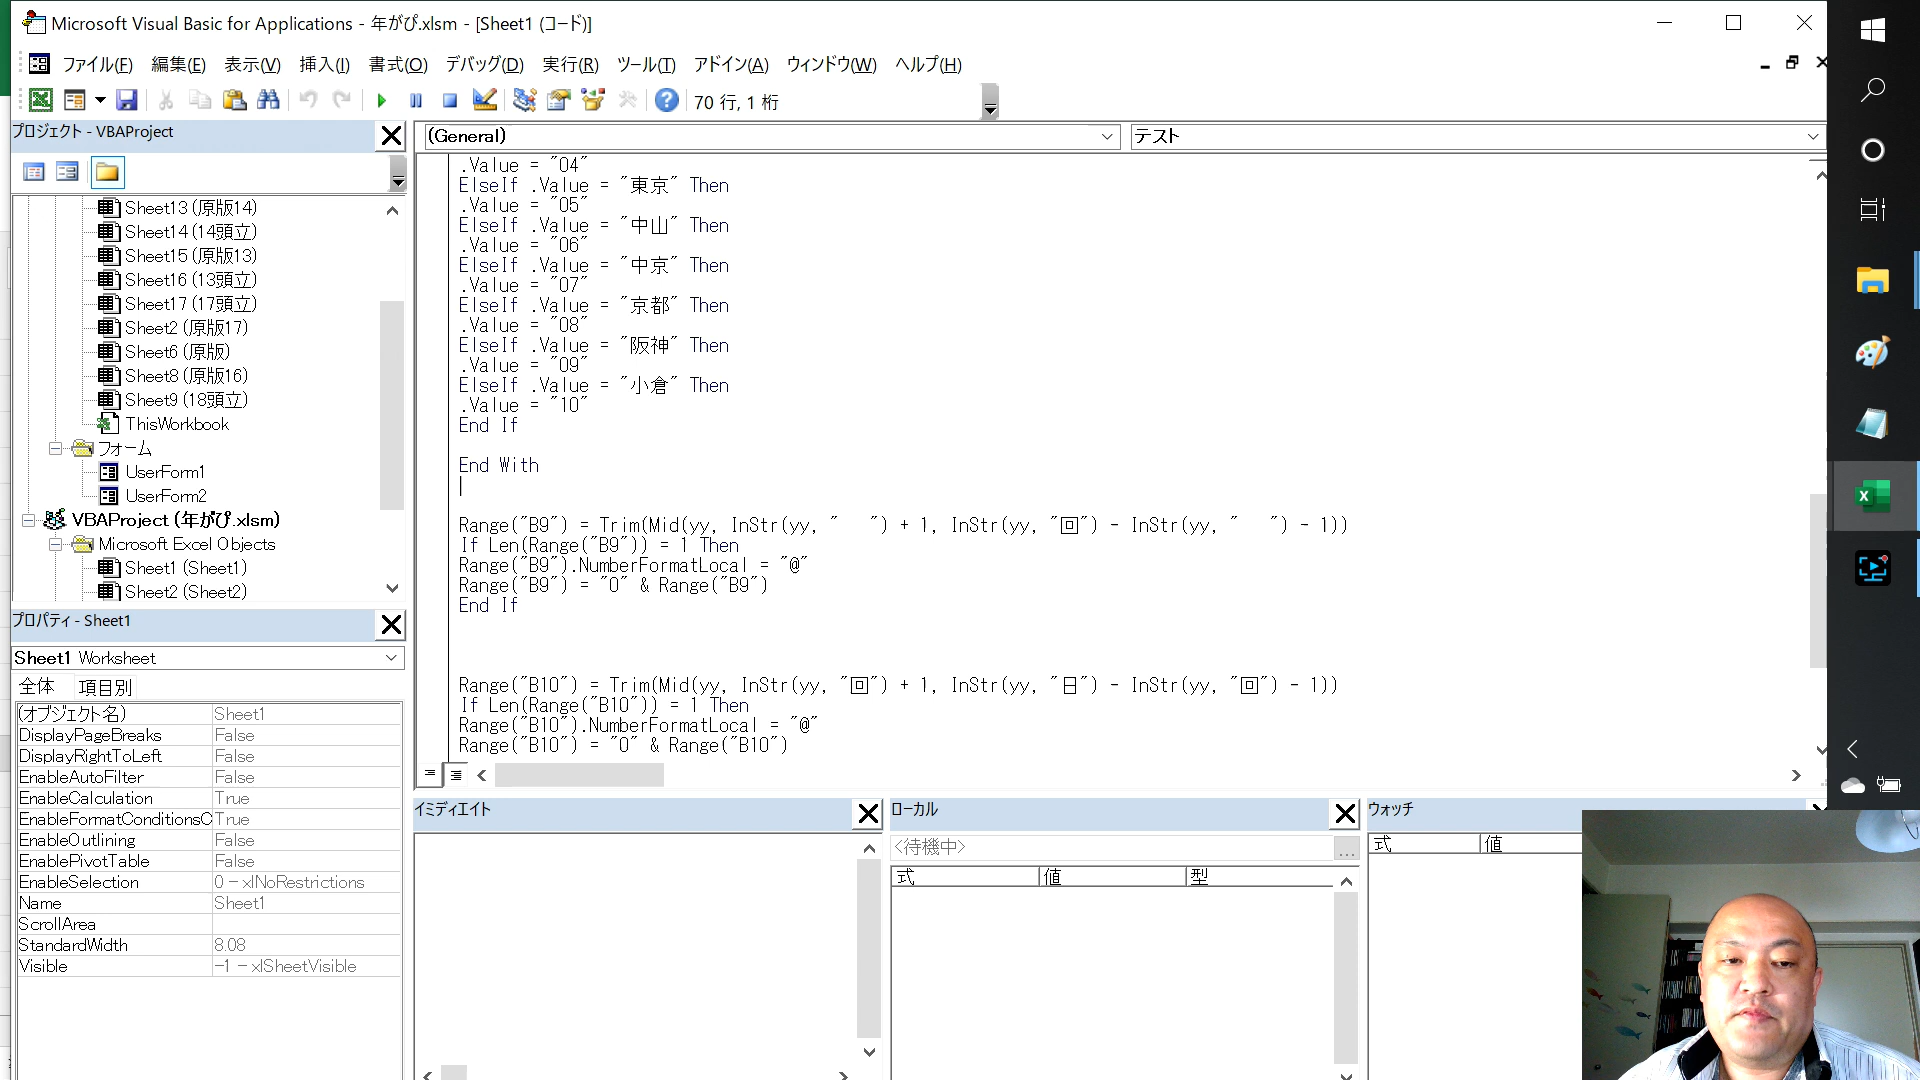 Microsoft Visual Basic for Applications - 年がぴ.xlsm - [Sheet1 (コード)]
ファイル(F) 編集(E) 表示(V) 挿入(I) 書式(O) デバッグ(D) 実行(R) ツール(T) アドイン(A) ウィンドウ(W) ヘルプ(H)
70 行, 1 桁
プロジェクト - VBAProject
Sheet13 (原版14)
Sheet14 (14頭立)
Sheet15 (原版13)
Sheet16 (13頭立)
Sheet17 (17頭立)
Sheet2 (原版17)
Sheet6 (原版)
Sheet8 (原版16)
Sheet9 (18頭立)
ThisWorkbook
フォーム
UserForm1
UserForm2
VBAProject (年がぴ.xlsm)
Microsoft Excel Objects
Sheet1 (Sheet1)
Sheet2 (Sheet2)
プロパティ - Sheet1
Sheet1 Worksheet
全体 項目別
(オブジェクト名) Sheet1
DisplayPageBreaks False
DisplayRightToLeft False
EnableAutoFilter False
EnableCalculation True
EnableFormatConditionsC True
EnableOutlining False
EnablePivotTable False
EnableSelection 0 - xlNoRestrictions
Name Sheet1
ScrollArea
StandardWidth 8.08
Visible -1 - xlSheetVisible
(General) テスト
.Value = "04"
ElseIf .Value = "東京" Then
.Value = "05"
ElseIf .Value = "中山" Then
.Value = "06"
ElseIf .Value = "中京" Then
.Value = "07"
ElseIf .Value = "京都" Then
.Value = "08"
ElseIf .Value = "阪神" Then
.Value = "09"
ElseIf .Value = "小倉" Then
.Value = "10"
End If
End With
Range("B9") = Trim(Mid(yy, InStr(yy, "　") + 1, InStr(yy, "回") - InStr(yy, "　") - 1))
If Len(Range("B9")) = 1 Then
Range("B9").NumberFormatLocal = "@"
Range("B9") = "0" & Range("B9")
End If
Range("B10") = Trim(Mid(yy, InStr(yy, "回") + 1, InStr(yy, "日") - InStr(yy, "回") - 1))
If Len(Range("B10")) = 1 Then
Range("B10").NumberFormatLocal = "@"
Range("B10") = "0" & Range("B10")
イミディエイト
ローカル
<待機中>
...
式 値 型
ウォッチ
式 値